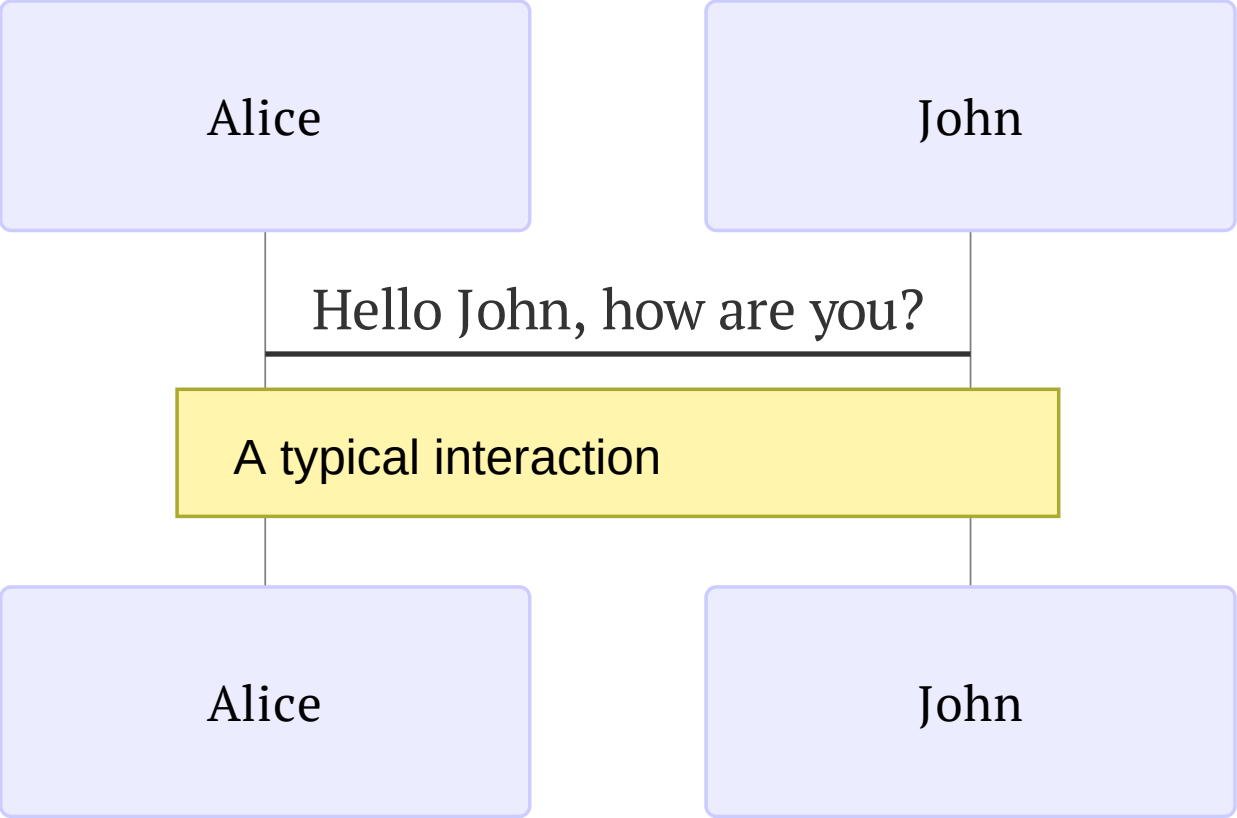 Alice
John
Hello John, how are you?
A typical interaction
Alice
John